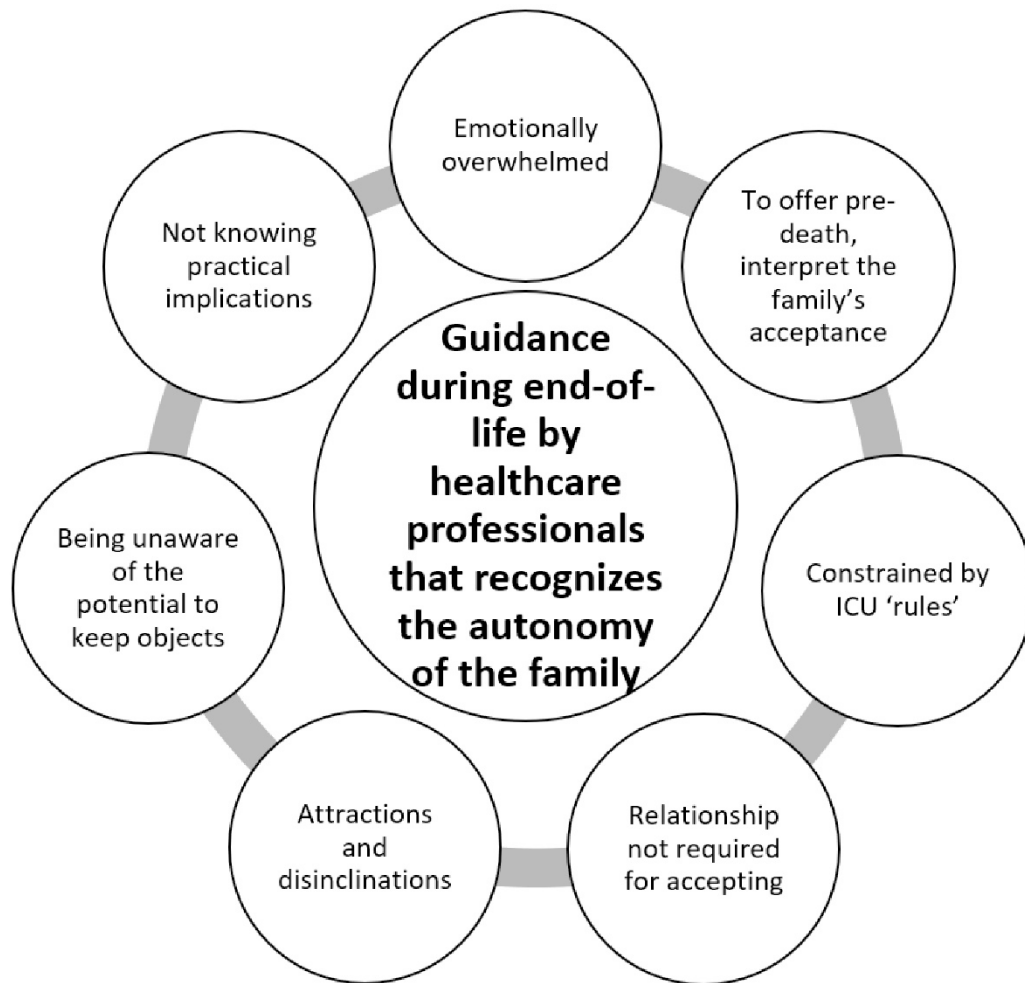 Emotionally
overwhelmed
To offer pre-
death,
interpret the
family’s
acceptance
Constrained by
ICU ‘rules’
Relationship
not required
for accepting
Attractions
and
disinclinations
Being unaware
of the
potential to
keep objects
Not knowing
practical
implications
Guidance
during end-of-
life by
healthcare
professionals
that recognizes
the autonomy
of the family